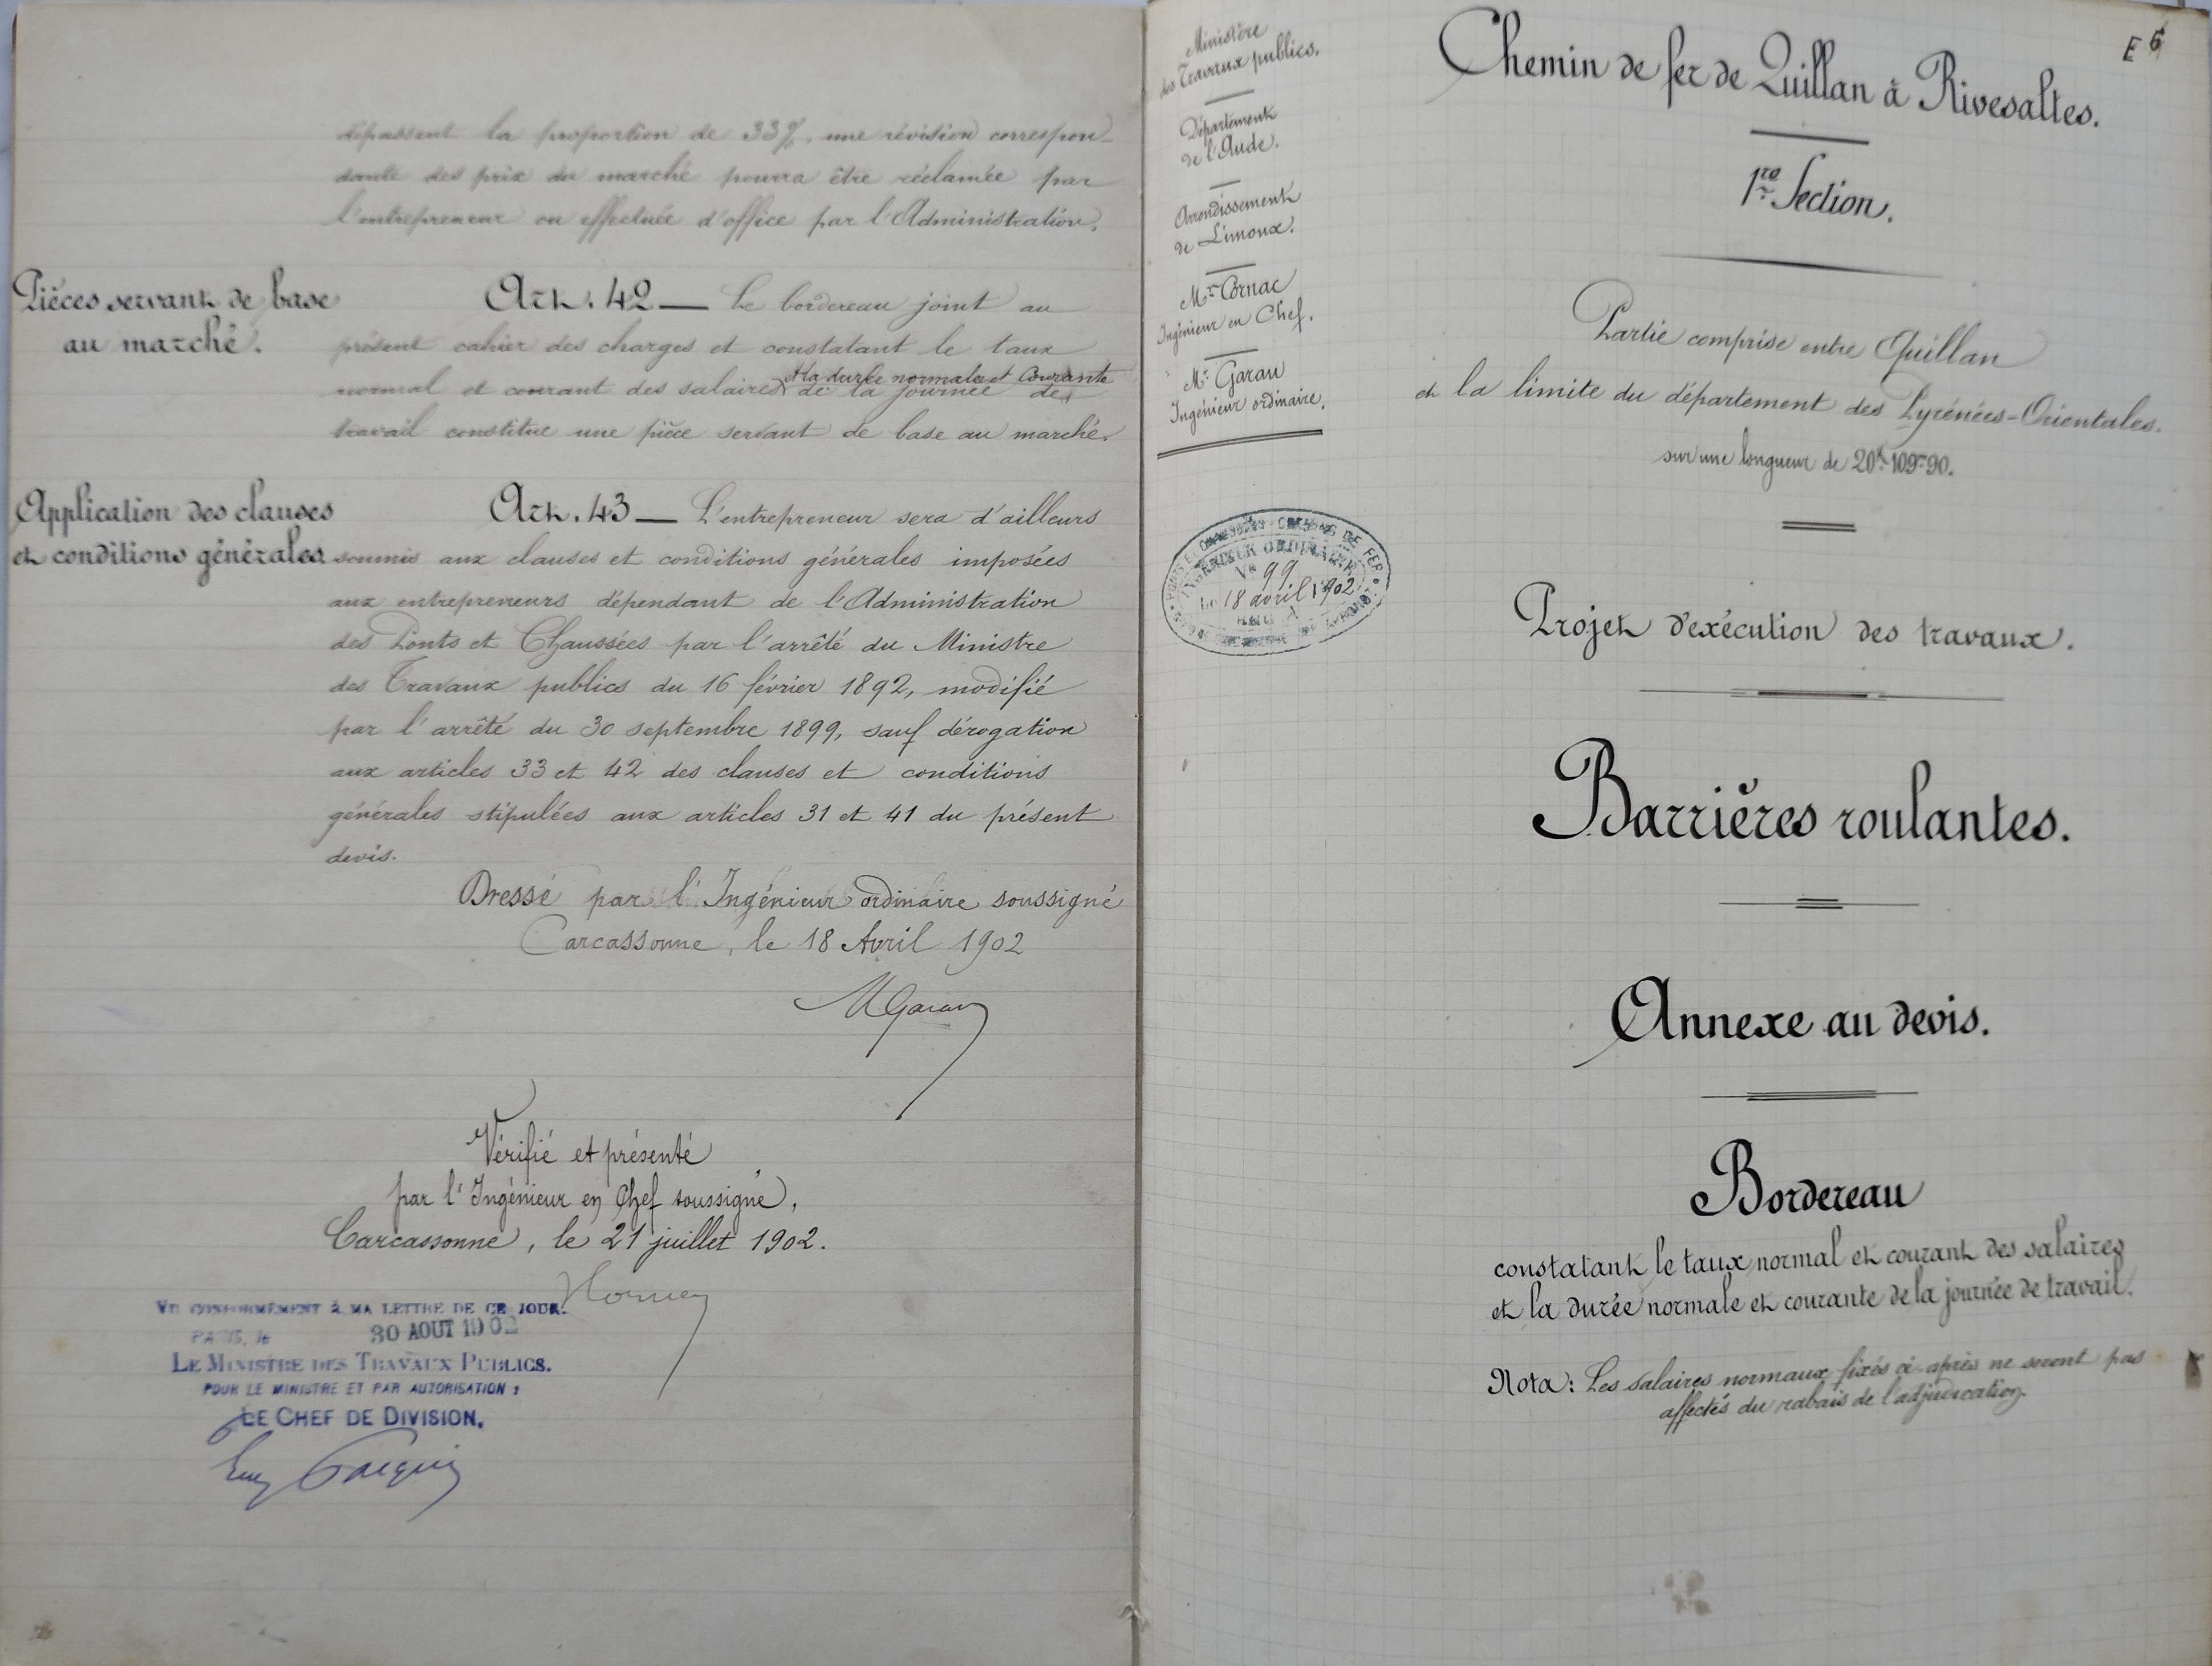 dépassent la proportion de 33%, une révision correspon-
dante des prix du marché pourra être réclamée par
l'entrepreneur ou effectuée d'office par l'Administration.
Pièces servant de base
au marché.
Art. 42 — Le bordereau joint au
présent cahier des charges et constatant le taux
et la durée normale et courante
normal et courant des salaires de la journée de
travail constitue une pièce servant de base au marché.
Application des clauses
et conditions générales
Art. 43 — L'entrepreneur sera d'ailleurs
soumis aux clauses et conditions générales imposées
aux entrepreneurs dépendant de l'Administration
des Ponts et Chaussées par l'arrêté du Ministre
des Travaux publics du 16 février 1892, modifié
par l'arrêté du 30 septembre 1899, sauf dérogation
aux articles 33 et 42 des clauses et conditions
générales stipulées aux articles 31 et 41 du présent
devis.
Dressé par l'Ingénieur ordinaire soussigné
Carcassonne, le 18 Avril 1902
MGarau
Vérifié et présenté
par l'Ingénieur en Chef soussigné,
Carcassonne, le 21 juillet 1902.
VU CONFORMÉMENT À MA LETTRE DE CE JOUR.
PARIS, le 30 AOUT 1902
LE MINISTRE DES TRAVAUX PUBLICS.
POUR LE MINISTRE ET PAR AUTORISATION :
LE CHEF DE DIVISION,
Ministère
des Travaux publics.
Département
de l'Aude.
Arrondissement
de Limoux.
Mr Cornac
Ingénieur en Chef.
Mr Garau
Ingénieur ordinaire.
PONTS ET CHAUSSÉES - CHEMINS DE FER
INGÉNIEUR ORDINAIRE
N° 99
Le 18 avril 1902
E 6
Chemin de fer de Quillan à Rivesaltes.
1re Section.
Partie comprise entre Quillan
et la limite du département des Pyrénées-Orientales.
sur une longueur de 20k 109m 90.
Projet d'exécution des travaux.
Barrières roulantes.
Annexe au devis.
Bordereau
constatant le taux normal et courant des salaires
et la durée normale et courante de la journée de travail.
Nota: Les salaires normaux fixés ci-après ne seront pas
affectés du rabais de l'adjudication.